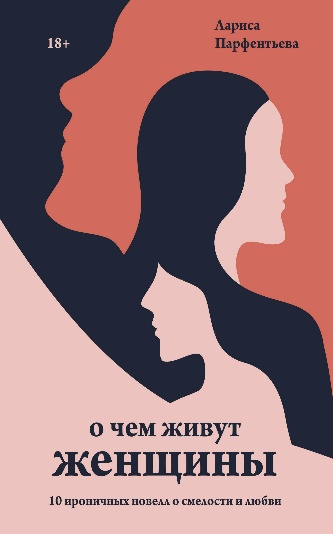 18+
Лариса
Парфентьева
о чем живут
женщины
10 ироничных новелл о смелости и любви